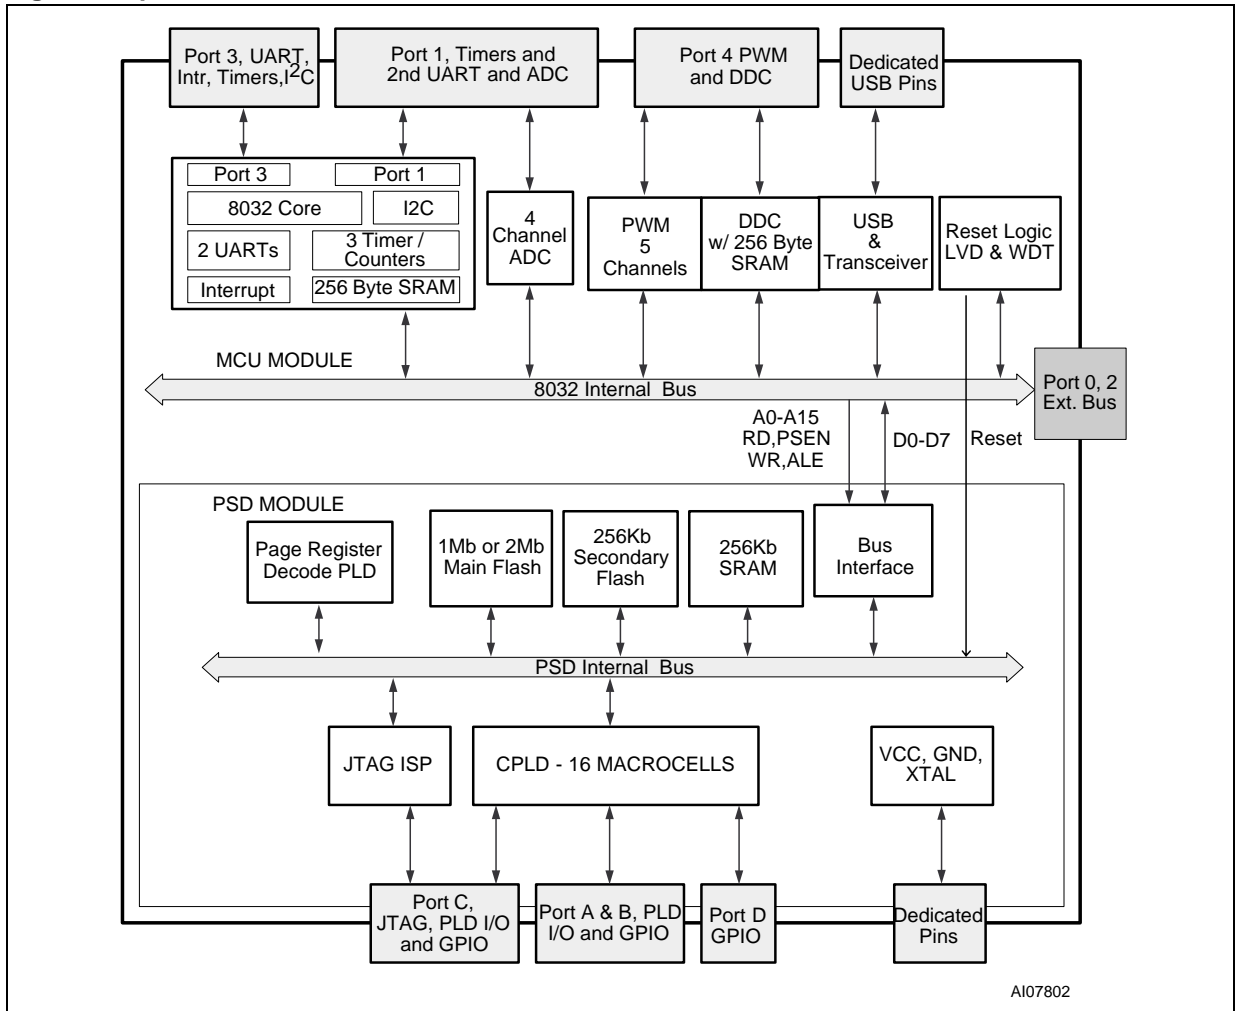 Port 3, UART,
Intr, Timers,I2C
Port 1, Timers and
2nd UART and ADC
Port 4 PWM
and DDC
Dedicated
USB Pins
Port 3
Port 1
8032 Core
I2C
2 UARTs
3 Timer /
Counters
Interrupt
256 Byte SRAM
4
Channel
ADC
PWM
5
Channels
DDC
w/ 256 Byte
SRAM
USB
&
Transceiver
Reset Logic
LVD & WDT
MCU MODULE
8032 Internal Bus
Port 0, 2
Ext. Bus
A0-A15
RD,PSEN
WR,ALE
D0-D7
Reset
PSD MODULE
Page Register
Decode PLD
1Mb or 2Mb
Main Flash
256Kb
Secondary
Flash
256Kb
SRAM
Bus
Interface
PSD Internal Bus
JTAG ISP
CPLD - 16 MACROCELLS
VCC, GND,
XTAL
Port C,
JTAG, PLD I/O
and GPIO
Port A & B, PLD
I/O and GPIO
Port D
GPIO
Dedicated
Pins
AI07802